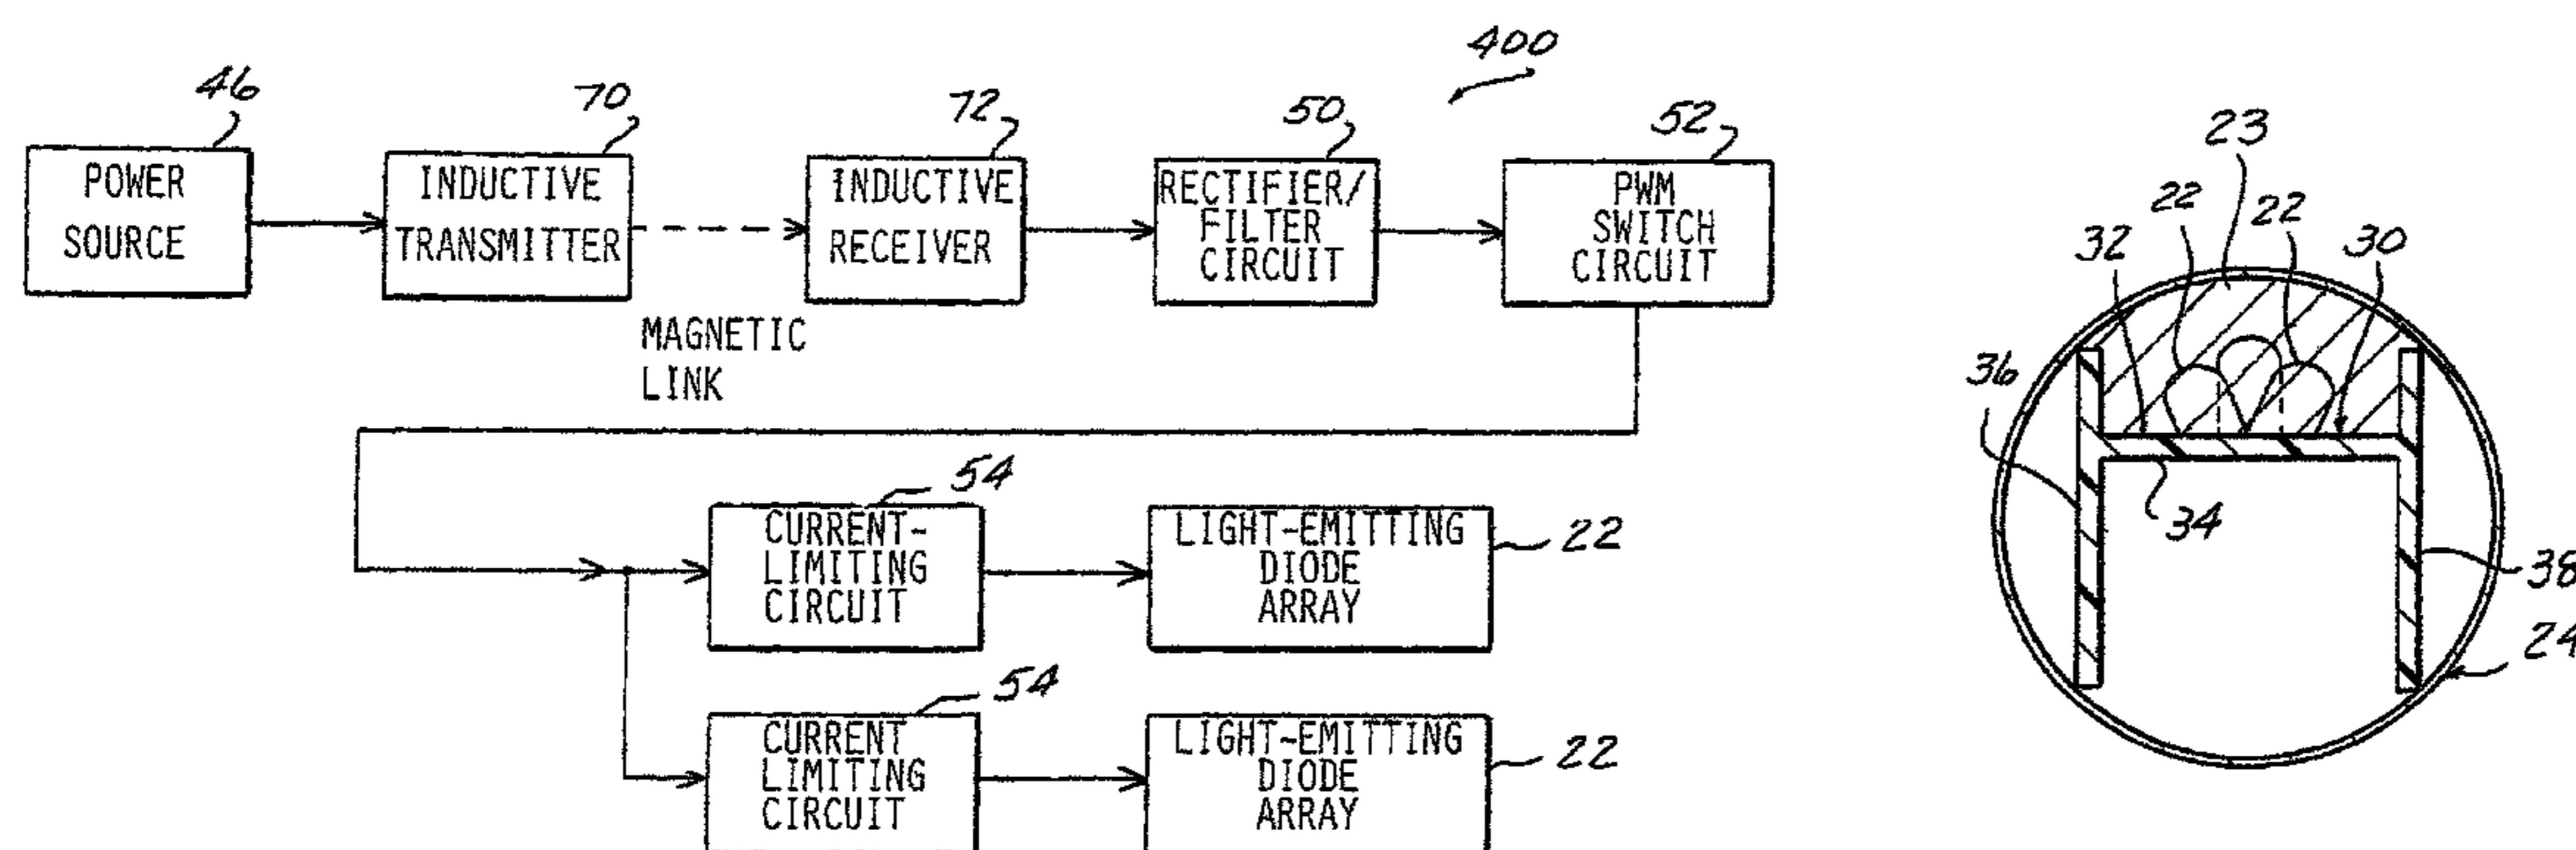 400
46
70
72
50
52
POWER
SOURCE
INDUCTIVE
TRANSMITTER
INDUCTIVE
RECEIVER
RECTIFIER/
FILTER
CIRCUIT
PWM
SWITCH
CIRCUIT
MAGNETIC
LINK
54
CURRENT-
LIMITING
CIRCUIT
LIGHT-EMITTING
DIODE
ARRAY
22
54
CURRENT
LIMITING
CIRCUIT
LIGHT-EMITTING
DIODE
ARRAY
22
23
22
22
32
30
36
34
38
24